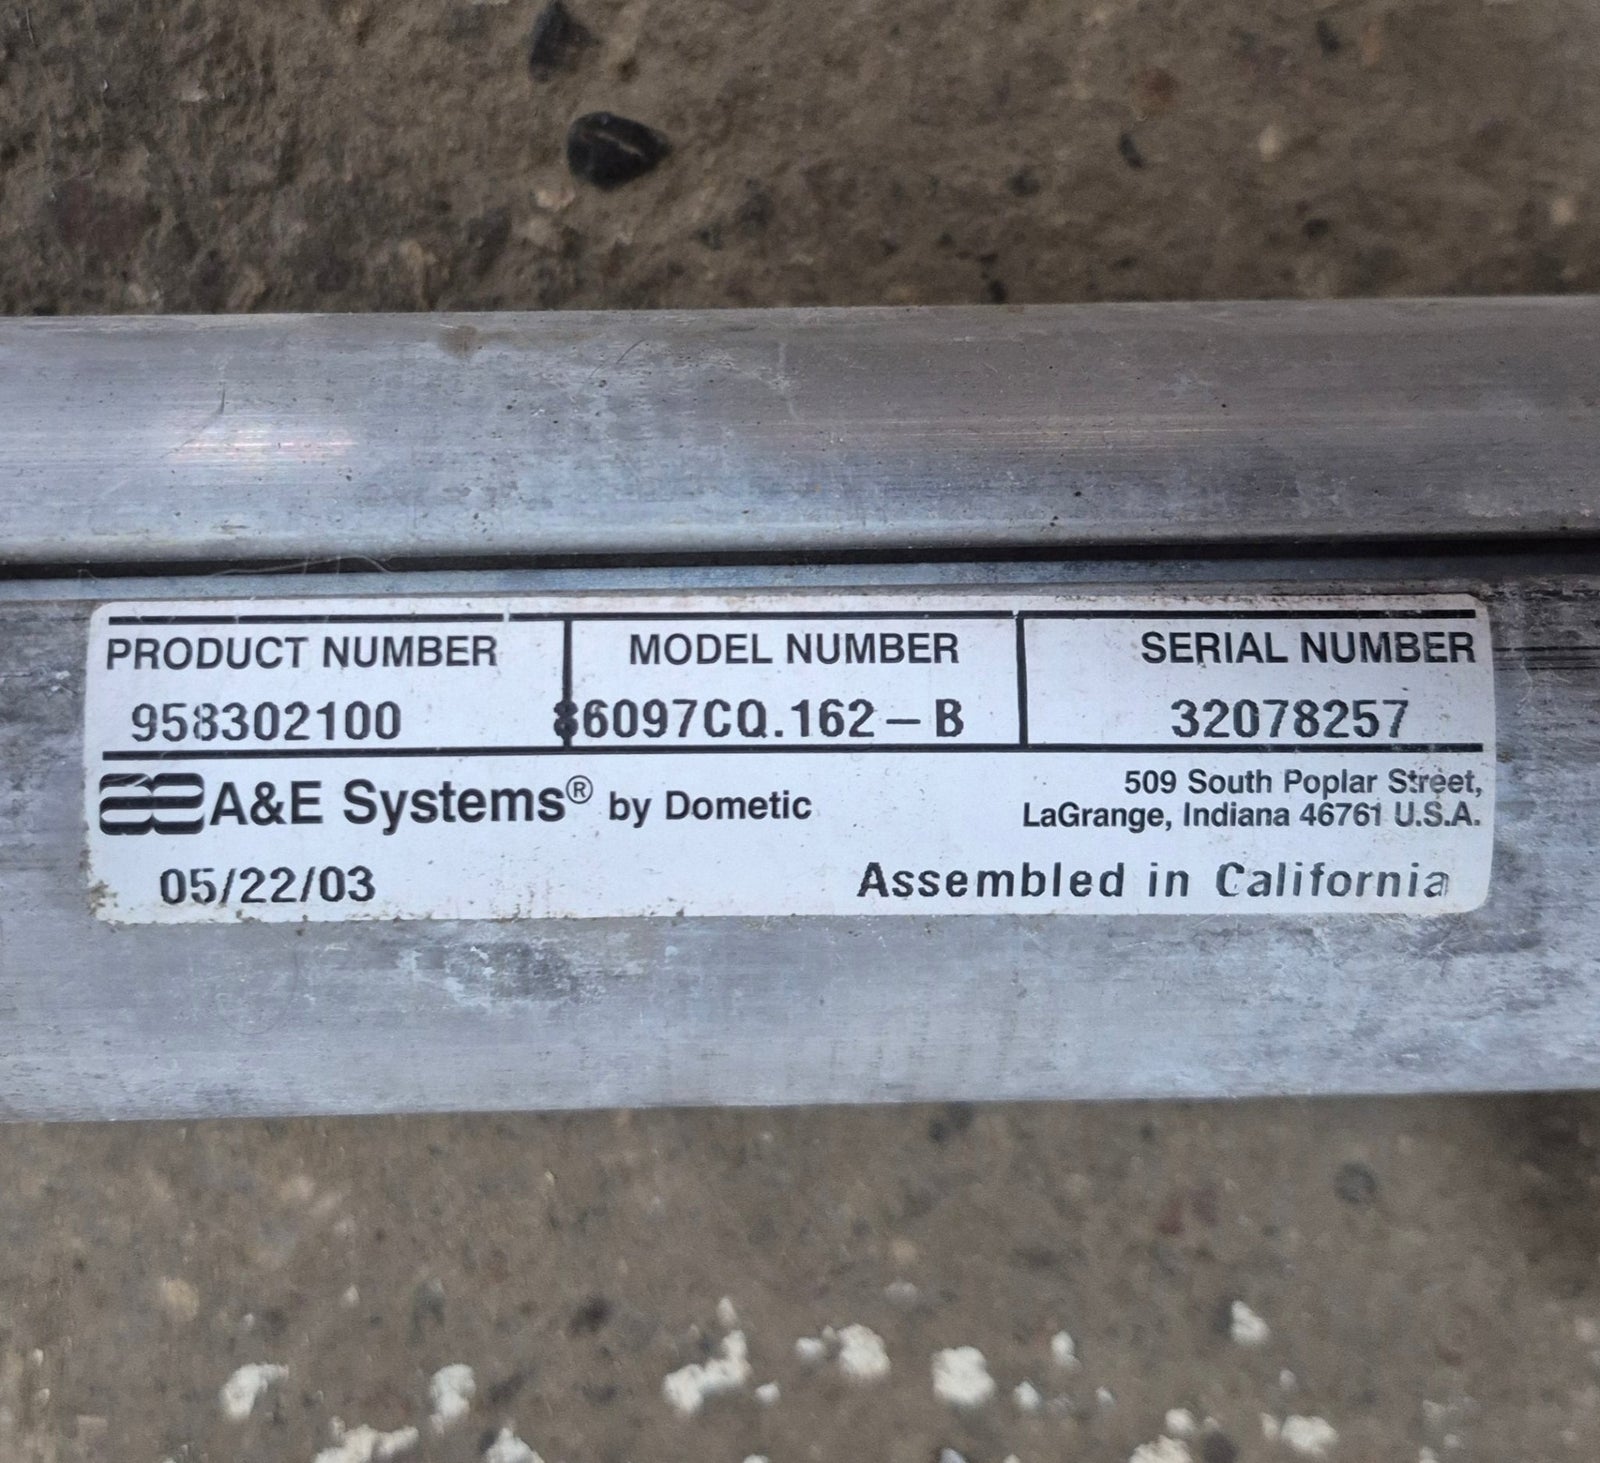 PRODUCT NUMBER MODEL NUMBER SERIAL NUMBER
958302100 86097CQ.162-B 32078257
A&E Systems® by Dometic
509 South Poplar Street,
LaGrange, Indiana 46761 U.S.A.
05/22/03 Assembled in California